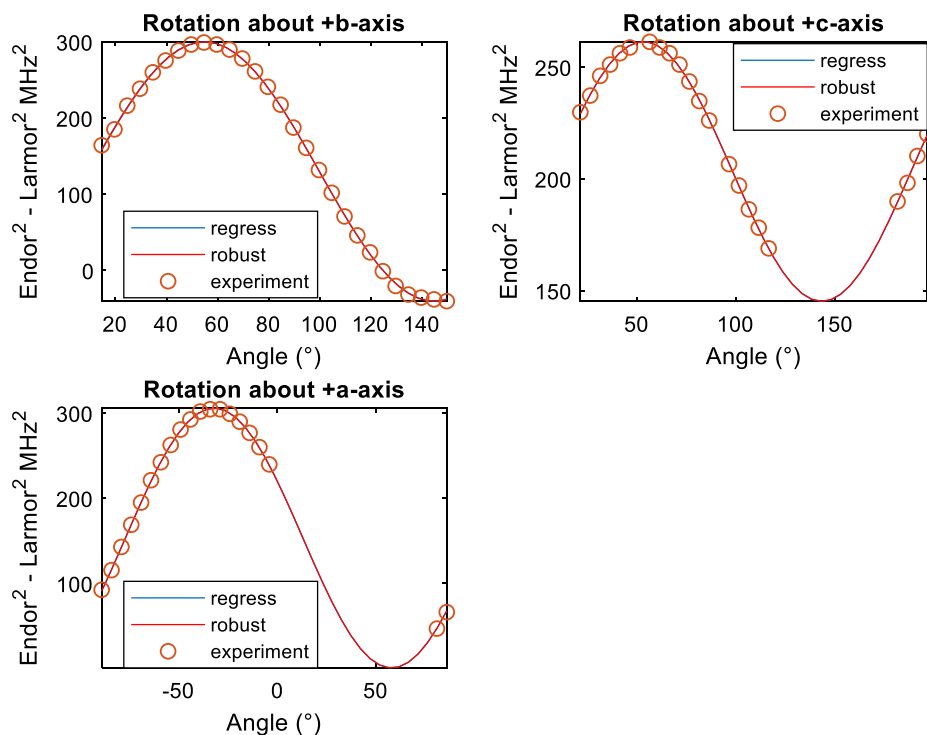 Rotation about +b-axis
Endor² - Larmor² MHz²
300
200
100
0
regress
robust
experiment
20 40 60 80 100 120 140
Angle (°)
Rotation about +c-axis
Endor² - Larmor² MHz²
250
200
150
regress
robust
experiment
50 100 150
Angle (°)
Rotation about +a-axis
Endor² - Larmor² MHz²
300
200
100
regress
robust
experiment
-50 0 50
Angle (°)